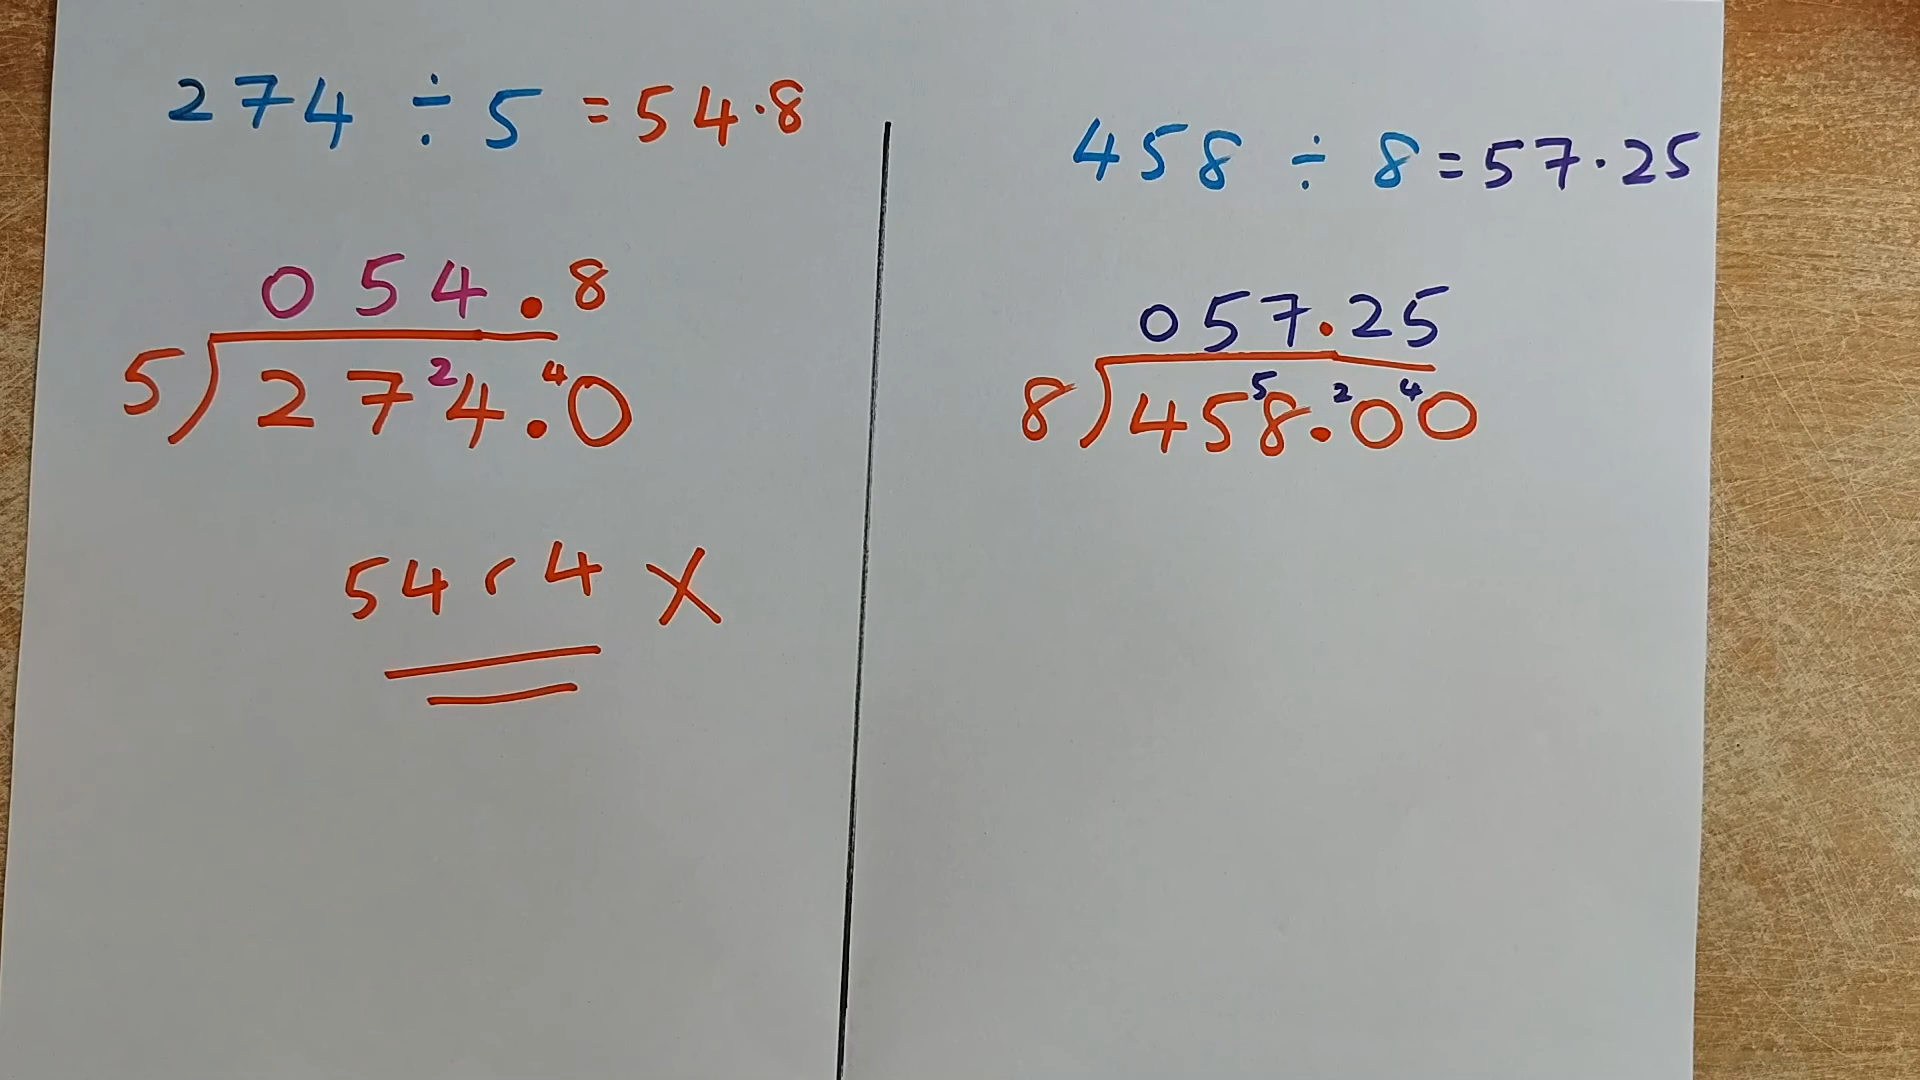 274 ÷ 5 = 54.8
054.8
5)27²4.⁴0
54 r 4 X
458 ÷ 8 = 57.25
057.25
8)45⁵8.²0⁴0